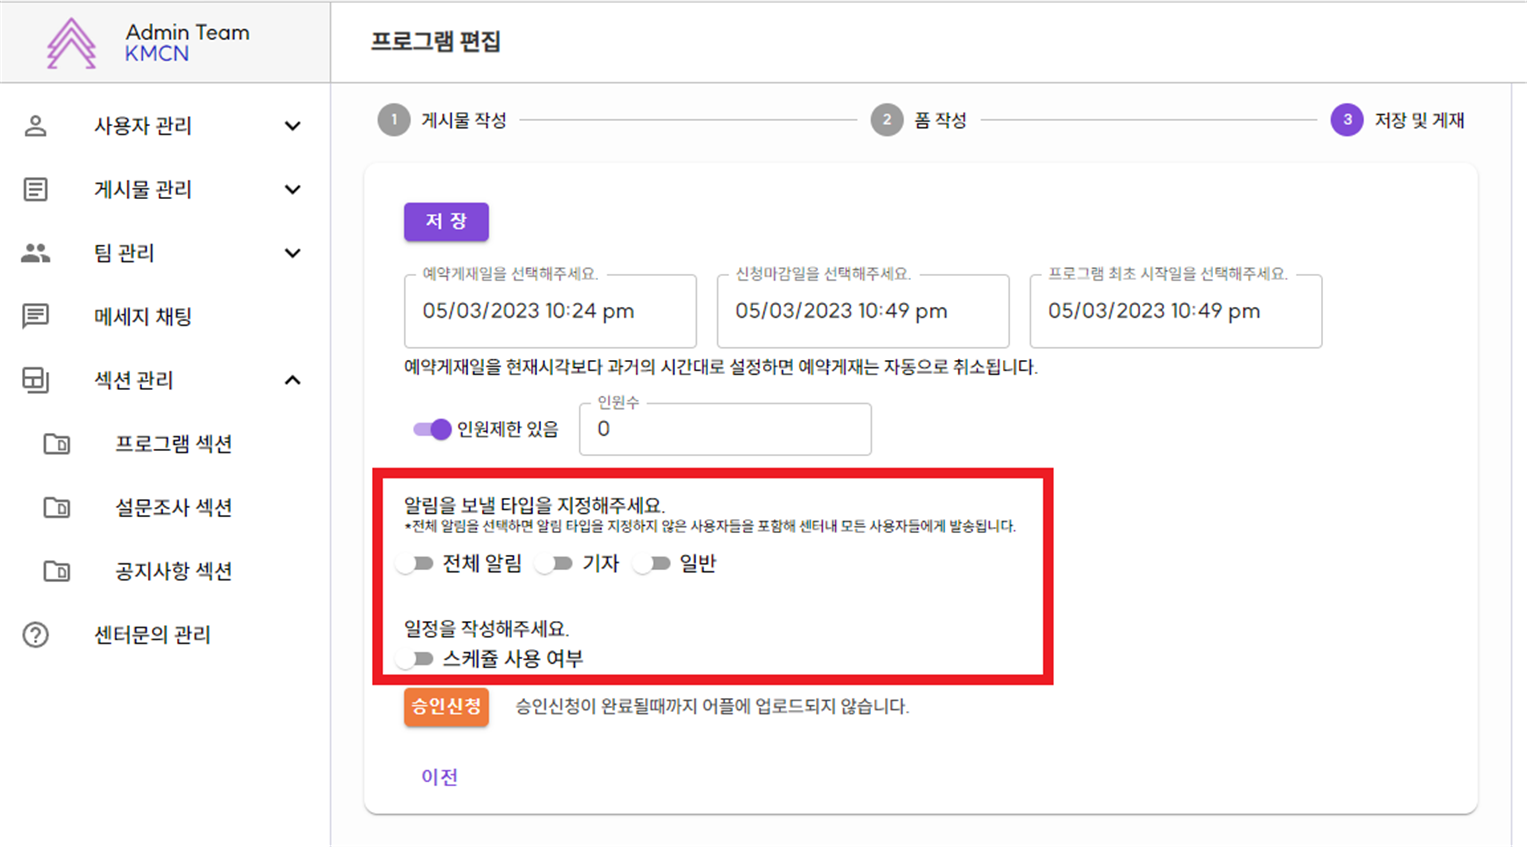 Admin Team
KMCN
프로그램 편집
사용자 관리
게시물 관리
팀 관리
메세지 채팅
섹션 관리
프로그램 섹션
설문조사 섹션
공지사항 섹션
센터문의 관리
1 게시물 작성 2 폼 작성 3 저장 및 게재
저 장
예약게재일을 선택해주세요. 신청마감일을 선택해주세요. 프로그램 최초 시작일을 선택해주세요.
05/03/2023 10:24 pm 05/03/2023 10:49 pm 05/03/2023 10:49 pm
예약게재일을 현재시각보다 과거의 시간대로 설정하면 예약게재는 자동으로 취소됩니다.
인원수
인원제한 있음 0
알림을 보낼 타입을 지정해주세요.
*전체 알림을 선택하면 알림 타입을 지정하지 않은 사용자들을 포함해 센터내 모든 사용자들에게 발송됩니다.
전체 알림 기자 일반
일정을 작성해주세요.
스케쥴 사용 여부
승인신청 승인신청이 완료될때까지 어플에 업로드되지 않습니다.
이전